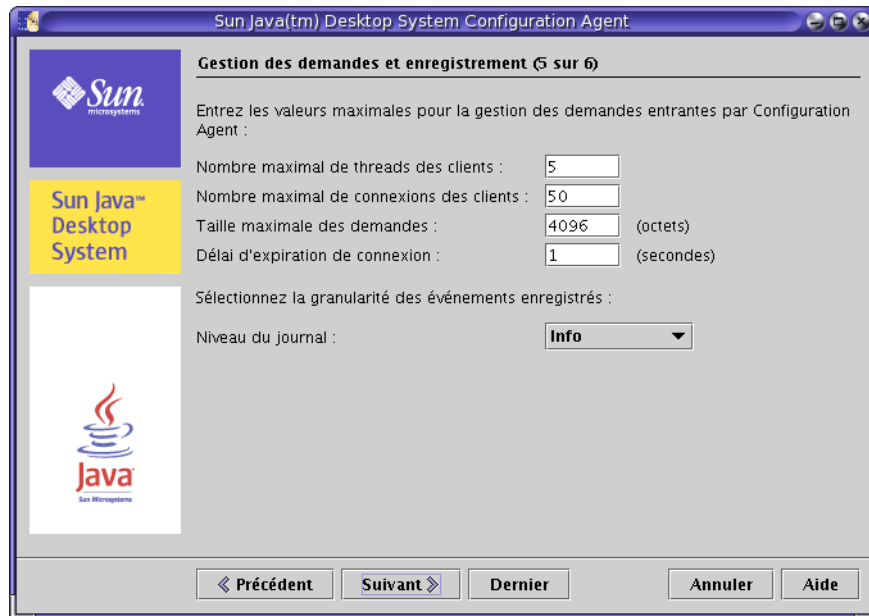 Sun Java(tm) Desktop System Configuration Agent
Sun
microsystems
Sun Java™
Desktop
System
Java
Sun Microsystems
Gestion des demandes et enregistrement (5 sur 6)
Entrez les valeurs maximales pour la gestion des demandes entrantes par Configuration
Agent :
Nombre maximal de threads des clients : 5
Nombre maximal de connexions des clients : 50
Taille maximale des demandes : 4096 (octets)
Délai d'expiration de connexion : 1 (secondes)
Sélectionnez la granularité des événements enregistrés :
Niveau du journal : Info
Précédent Suivant Dernier Annuler Aide